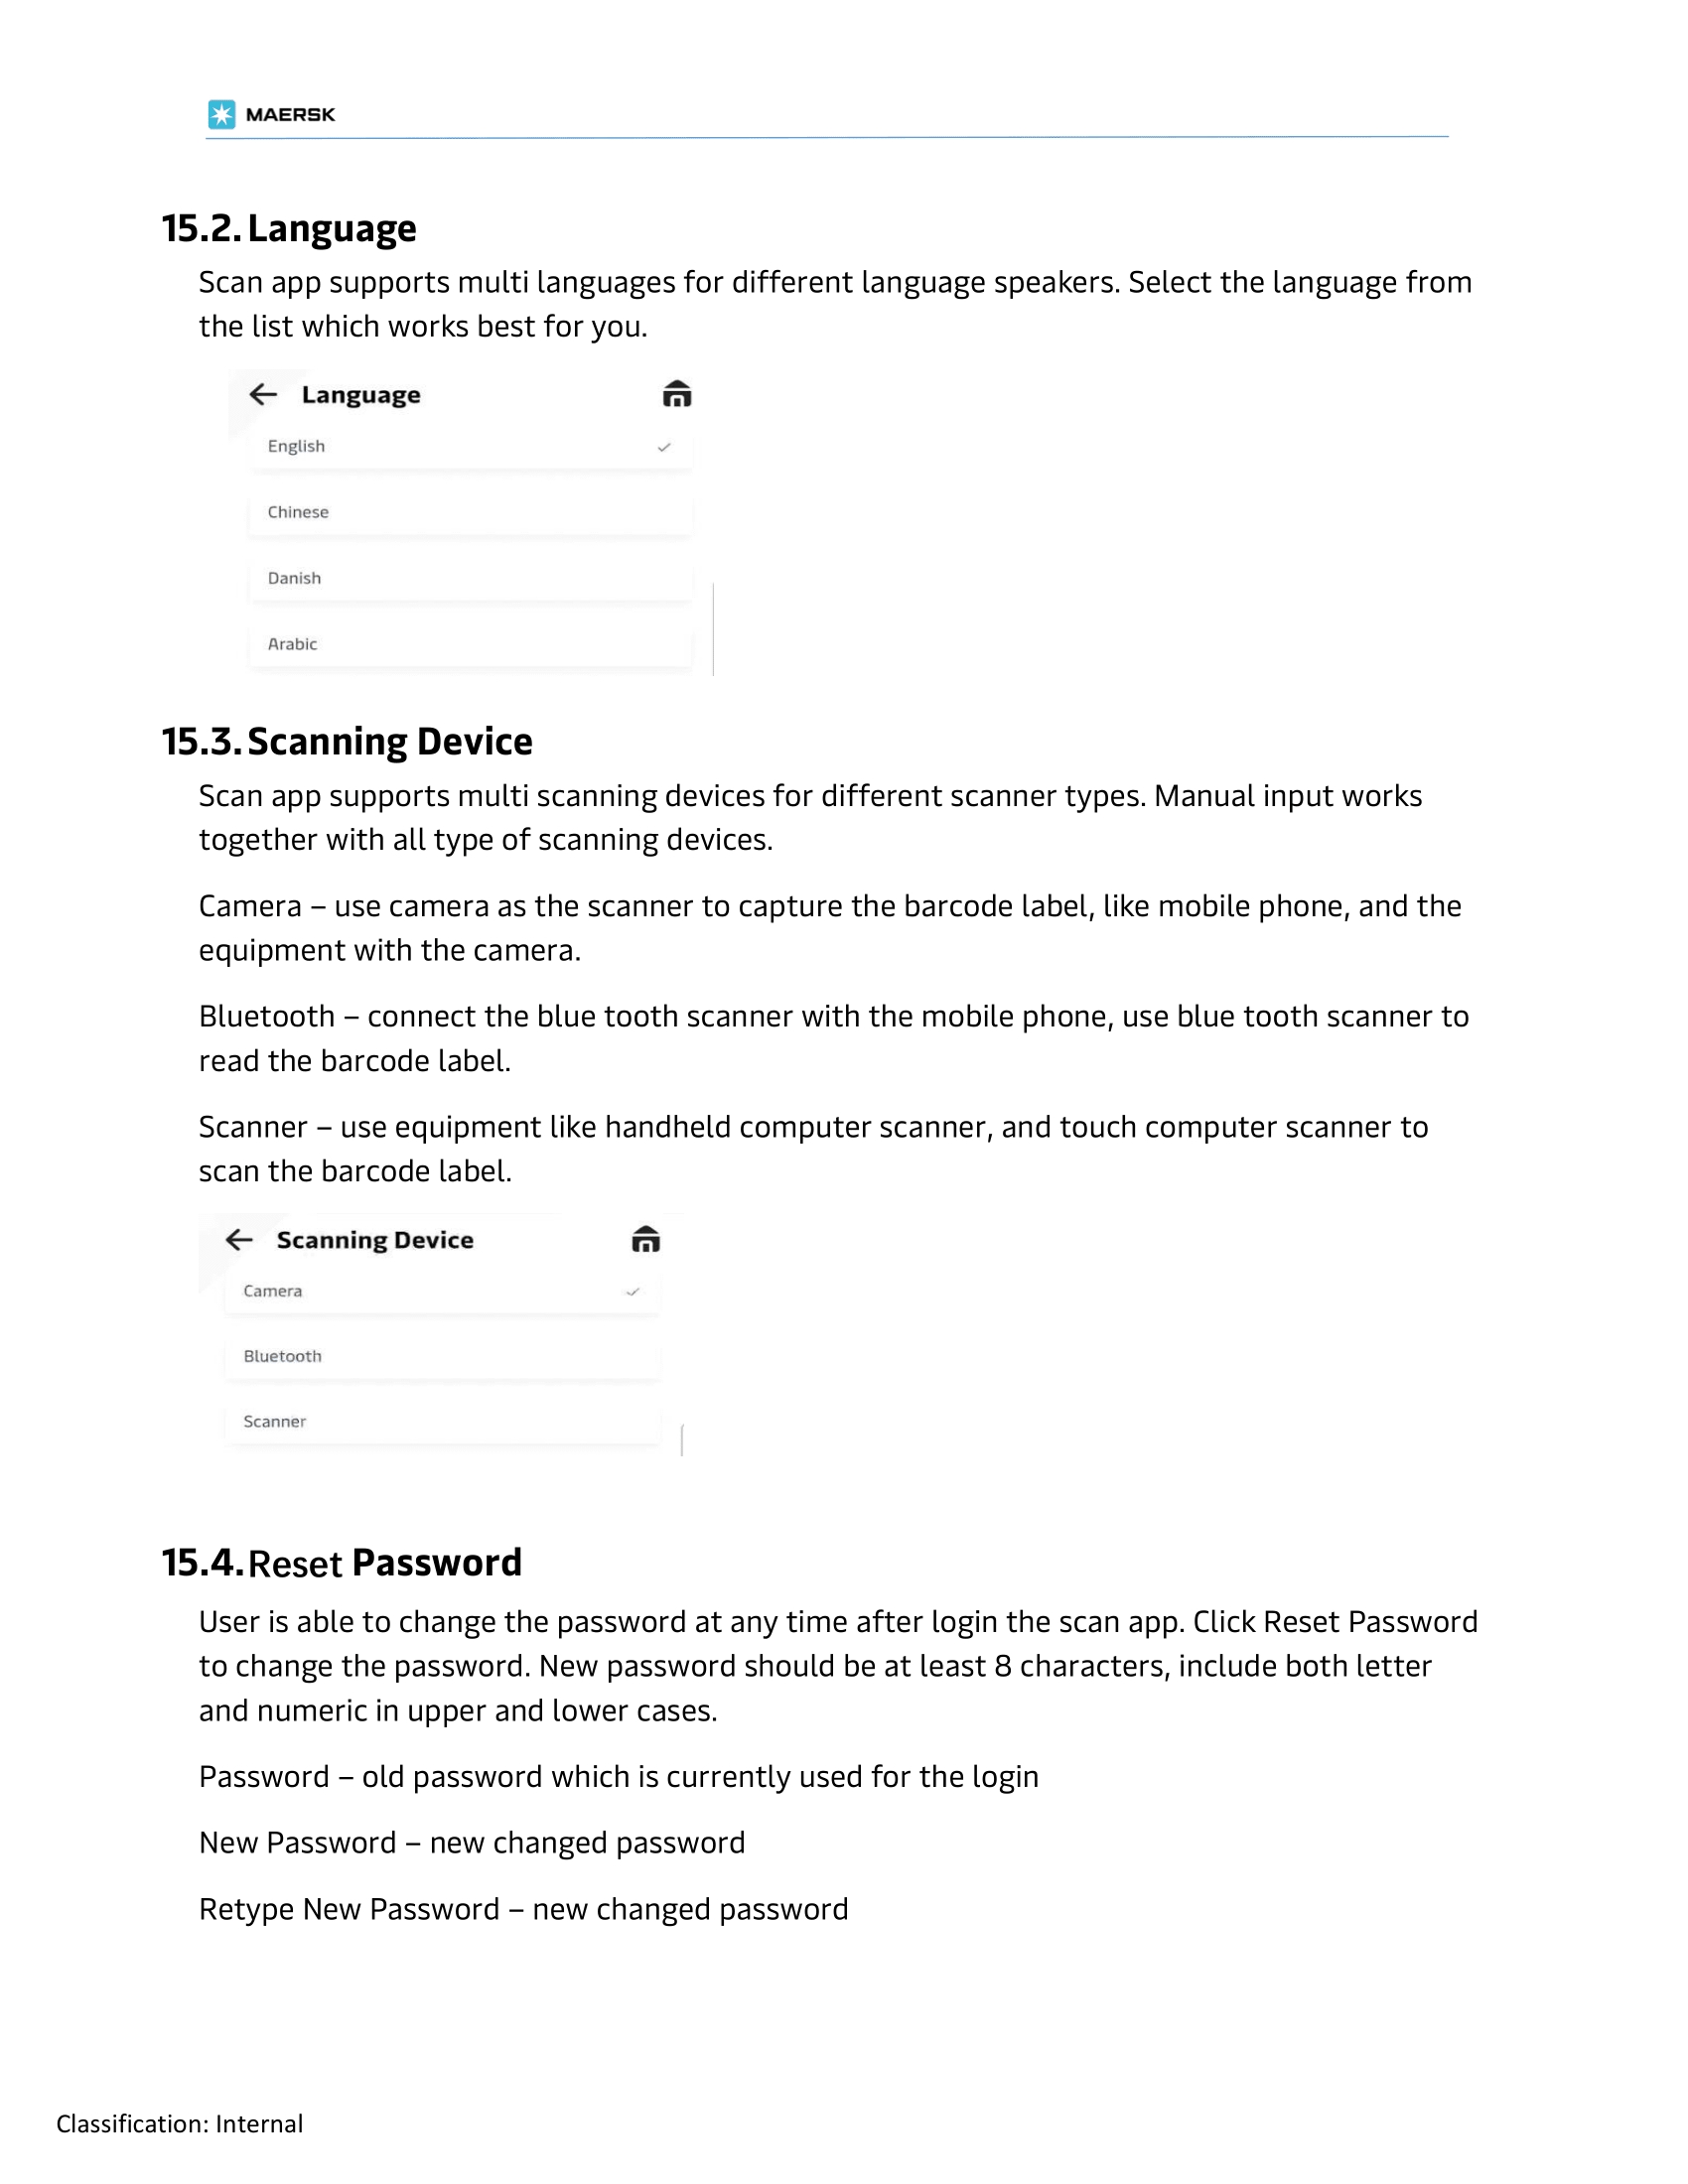 MAERSK
15.2. Language
Scan app supports multi languages for different language speakers. Select the language from
the list which works best for you.
Language
English
Chinese
Danish
Arabic
15.3. Scanning Device
Scan app supports multi scanning devices for different scanner types. Manual input works
together with all type of scanning devices.
Camera – use camera as the scanner to capture the barcode label, like mobile phone, and the
equipment with the camera.
Bluetooth – connect the blue tooth scanner with the mobile phone, use blue tooth scanner to
read the barcode label.
Scanner – use equipment like handheld computer scanner, and touch computer scanner to
scan the barcode label.
Scanning Device
Camera
Bluetooth
Scanner
15.4. Reset Password
User is able to change the password at any time after login the scan app. Click Reset Password
to change the password. New password should be at least 8 characters, include both letter
and numeric in upper and lower cases.
Password – old password which is currently used for the login
New Password – new changed password
Retype New Password – new changed password
Classification: Internal